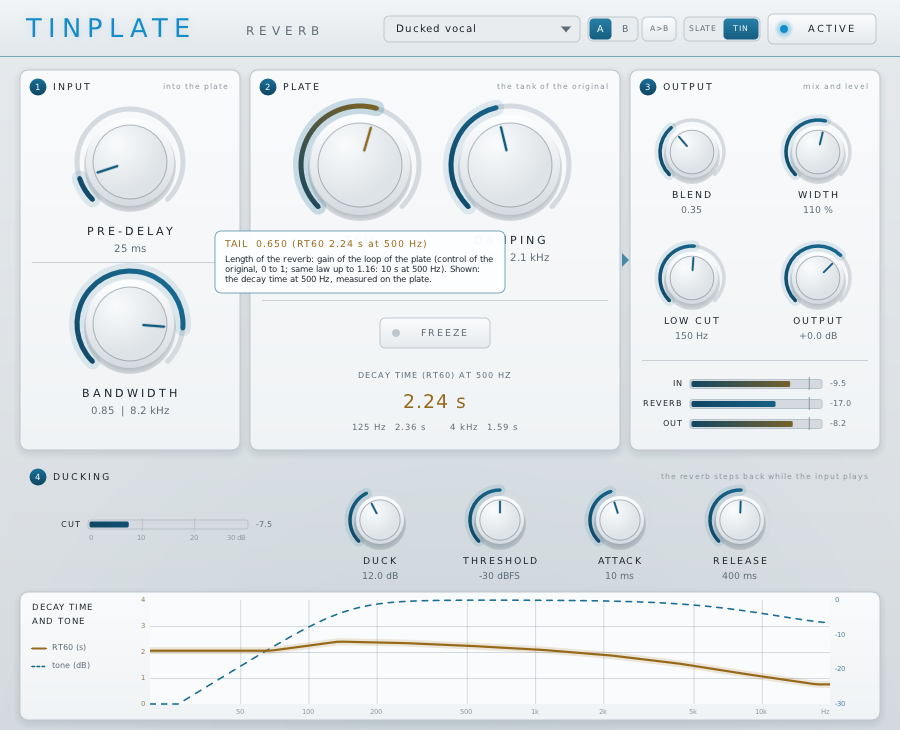 TINPLATE
REVERB
Ducked vocal
A B A>B
SLATE TIN
ACTIVE
1 INPUT into the plate
PRE-DELAY
25 ms
BANDWIDTH
0.85 | 8.2 kHz
2 PLATE the tank of the original
PING
2.1 kHz
TAIL 0.650 (RT60 2.24 s at 500 Hz)
Length of the reverb: gain of the loop of the plate (control of the
original, 0 to 1; same law up to 1.16: 10 s at 500 Hz). Shown:
the decay time at 500 Hz, measured on the plate.
FREEZE
DECAY TIME (RT60) AT 500 HZ
2.24 s
125 Hz 2.36 s 4 kHz 1.59 s
3 OUTPUT mix and level
BLEND WIDTH
0.35 110 %
LOW CUT OUTPUT
150 Hz +0.0 dB
IN -9.5
REVERB -17.0
OUT -8.2
4 DUCKING the reverb steps back while the input plays
CUT -7.5
0 10 20 30 dB
DUCK THRESHOLD ATTACK RELEASE
12.0 dB -30 dBFS 10 ms 400 ms
DECAY TIME
AND TONE
RT60 (s)
tone (dB)
4
3
2
1
0
0
-10
-20
-30
50 100 200 500 1k 2k 5k 10k Hz